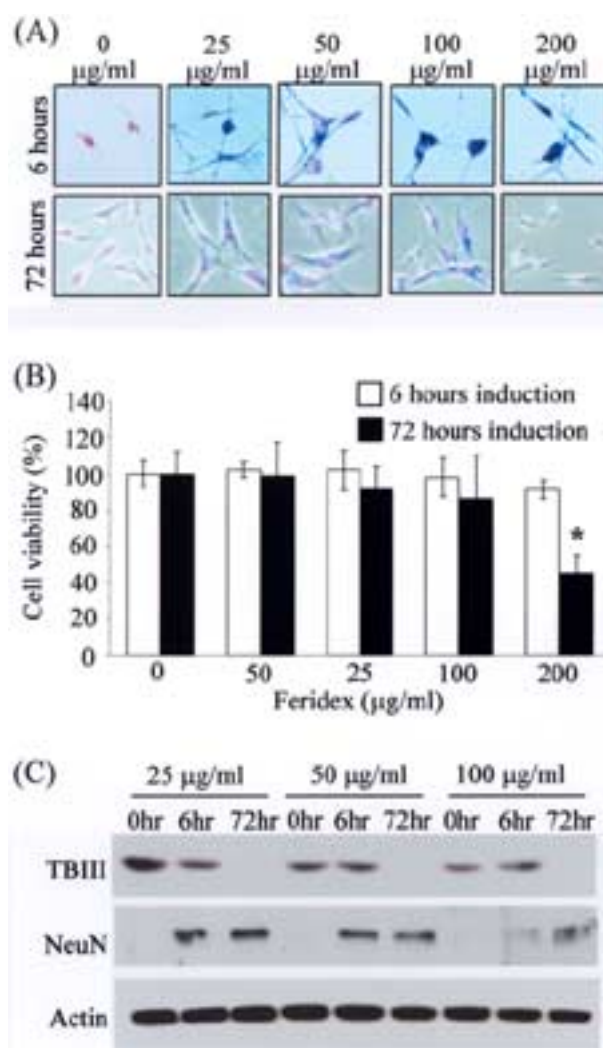 (A)
0 25 50 100 200
μg/ml μg/ml μg/ml μg/ml μg/ml
6 hours
72 hours
(B)
6 hours induction
72 hours induction
Cell viability (%)
140
120
100
80
60
40
20
0
*
0 50 25 100 200
Feridex (μg/ml)
(C)
25 μg/ml 50 μg/ml 100 μg/ml
0hr 6hr 72hr 0hr 6hr 72hr 0hr 6hr 72hr
TBIII
NeuN
Actin